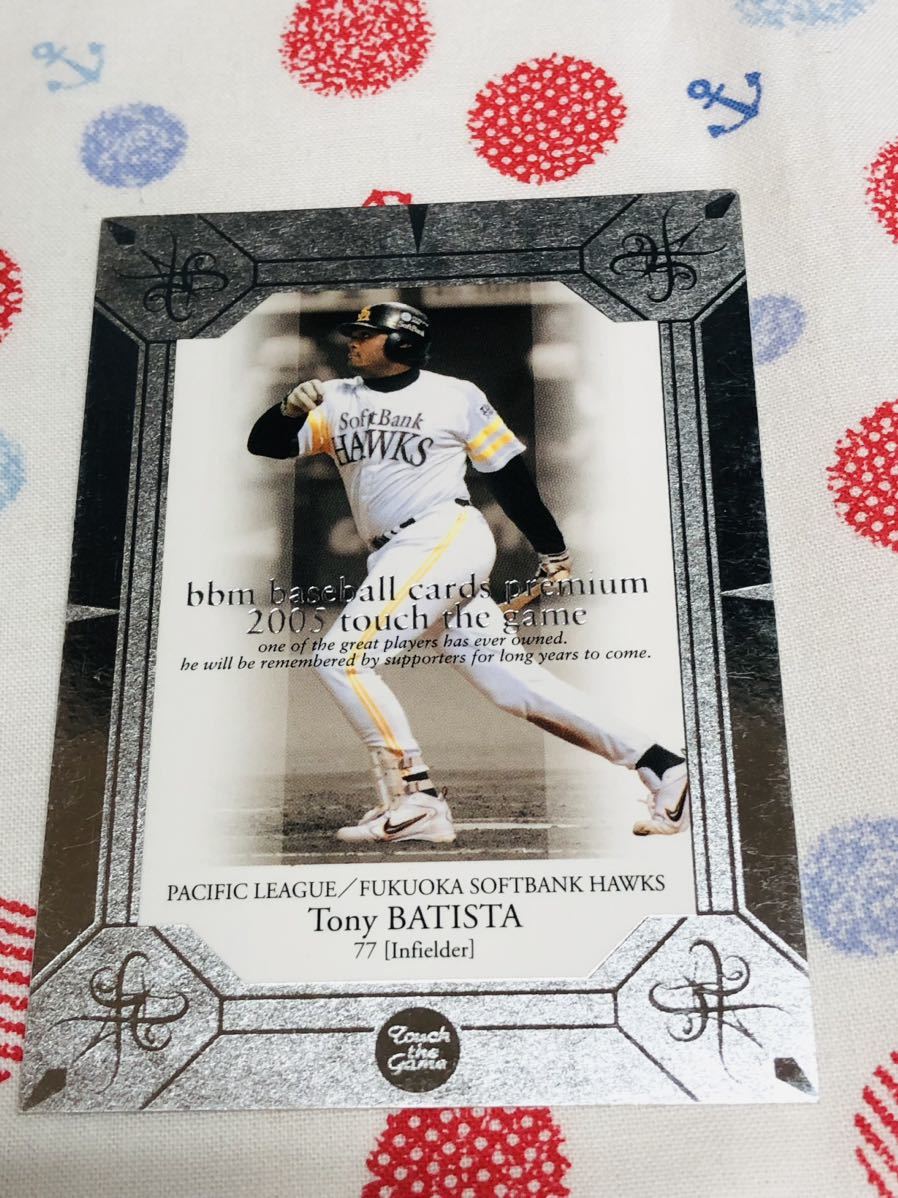 SoftBank
SoftBank
HAWKS
bbm baseball cards premium
2005 touch the game
one of the great players has ever owned.
he will be remembered by supporters for long years to come.
PACIFIC LEAGUE/FUKUOKA SOFTBANK HAWKS
Tony BATISTA
77 [Infielder]
Touch
the
Game